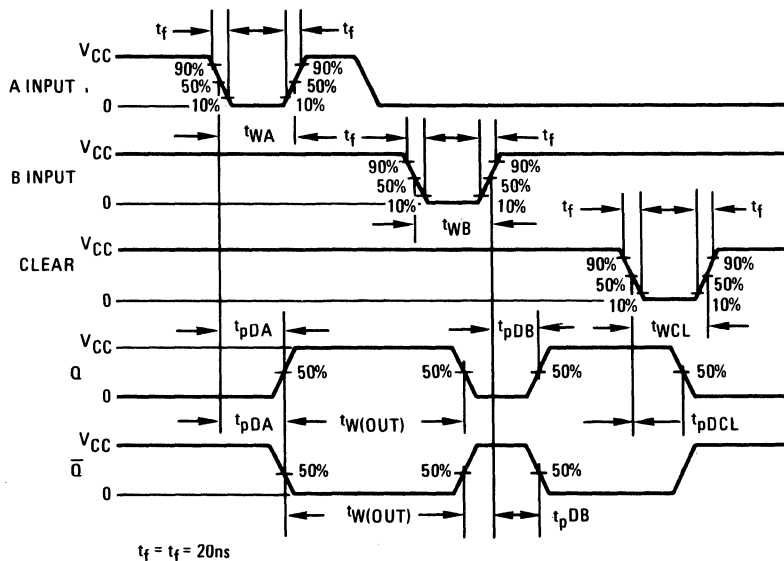 tf tf
VCC
90% 90%
A INPUT 50% 50%
0 10% 10%
tWA tf tf
VCC
90% 90%
B INPUT 50% 50%
0 10% 10%
tWB tf tf
VCC
90% 90%
CLEAR 50% 50%
0 10% 10%
tpDA tpDB tWCL
VCC
Q 50% 50% 50% 50%
0
tpDA tW(OUT) tpDCL
VCC
Q̅ 50% 50% 50%
0
tW(OUT) tpDB
tf = tf = 20ns